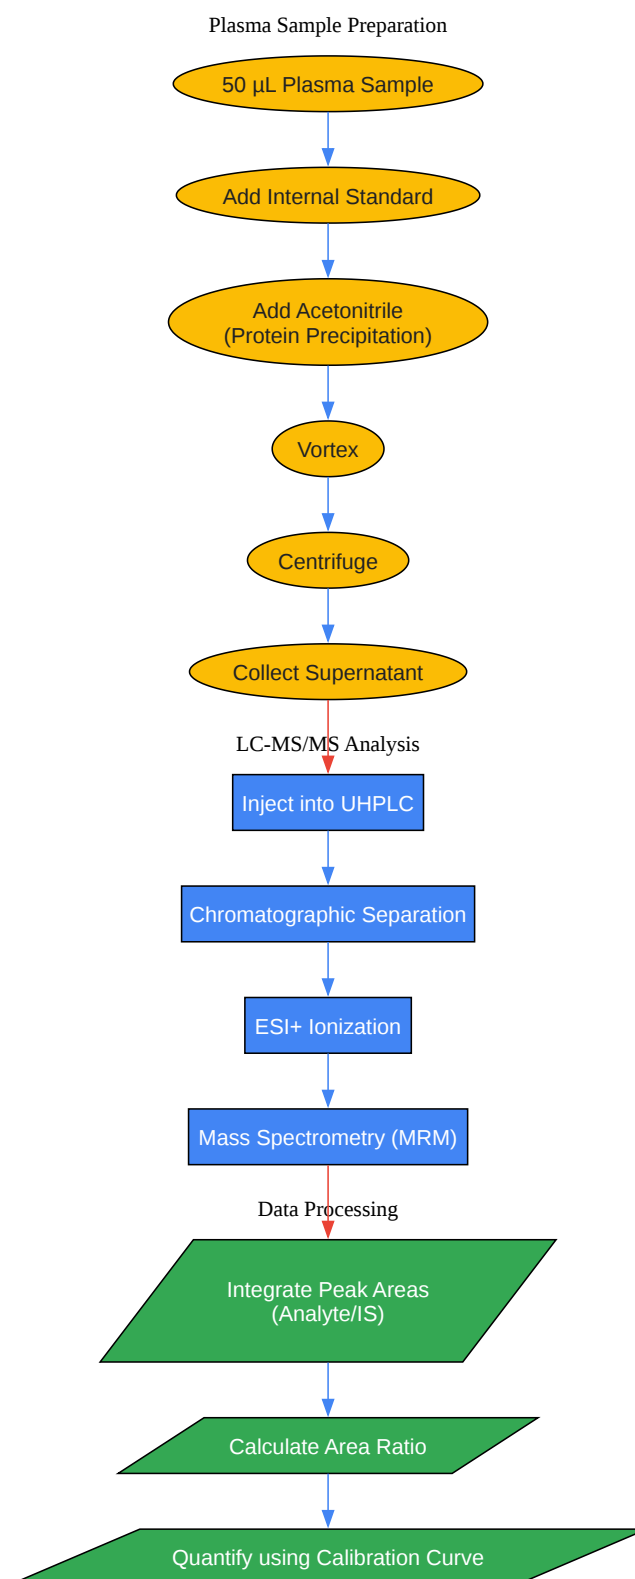 Plasma Sample Preparation
50 µL Plasma Sample
Add Internal Standard
Add Acetonitrile
(Protein Precipitation)
Vortex
Centrifuge
Collect Supernatant
LC-MS/MS Analysis
Inject into UHPLC
Chromatographic Separation
ESI+ Ionization
Mass Spectrometry (MRM)
Data Processing
Integrate Peak Areas
(Analyte/IS)
Calculate Area Ratio
Quantify using Calibration Curve